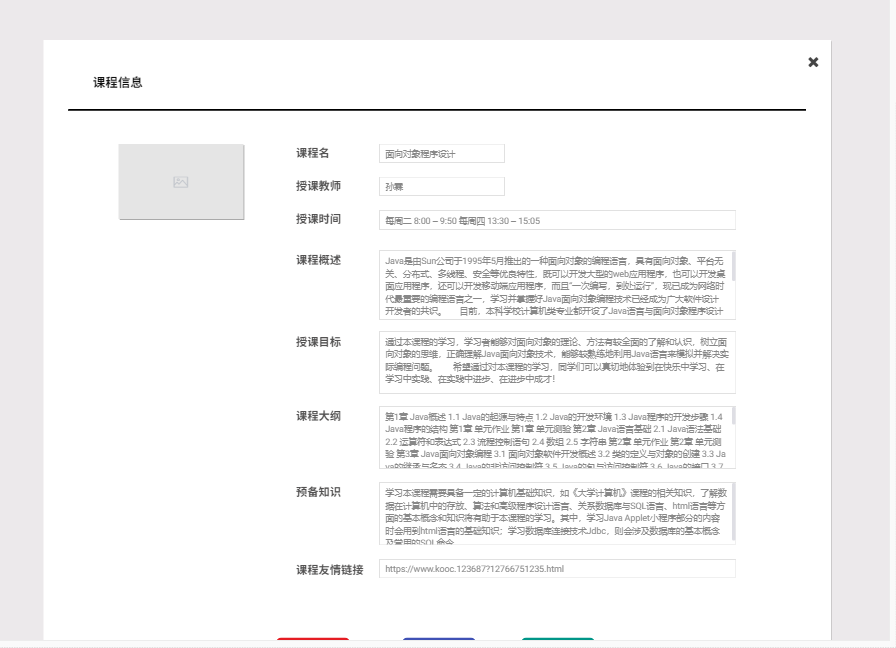 课程信息
课程名 面向对象程序设计
授课教师 孙霖
授课时间 每周二 8:00 – 9:50 每周四 13:30 – 15:05
课程概述
Java是由Sun公司于1995年5月推出的一种面向对象的编程语言，具有面向对象、平台无
关、分布式、多线程、安全等优良特性，既可以开发大型的web应用程序，也可以开发桌
面应用程序，还可以开发移动端应用程序，而且“一次编写，到处运行”，现已成为网络时
代最重要的编程语言之一，学习并掌握好Java面向对象编程技术已经成为广大软件设计
开发者的共识。 目前，本科学校计算机类专业都开设了Java语言与面向对象程序设计
授课目标
通过本课程的学习，学习者能够对面向对象的理论、方法有较全面的了解和认识，树立面
向对象的思维，正确理解Java面向对象技术，能够较熟练地利用Java语言来模拟并解决实
际编程问题。 希望通过对本课程的学习，同学们可以真切地体验到在快乐中学习、在
学习中实践、在实践中进步、在进步中成才！
课程大纲
第1章 Java概述 1.1 Java的起源与特点 1.2 Java的开发环境 1.3 Java程序的开发步骤 1.4
Java程序的结构 第1章 单元作业 第1章 单元测验 第2章 Java语言基础 2.1 Java语法基础
2.2 运算符和表达式 2.3 流程控制语句 2.4 数组 2.5 字符串 第2章 单元作业 第2章 单元测
验 第3章 Java面向对象编程 3.1 面向对象软件开发概述 3.2 类的定义与对象的创建 3.3 Ja
va的继承与多态 3.4 Java的非访问控制符 3.5 Java的包与访问控制符 3.6 Java的接口 3.7
预备知识
学习本课程需要具备一定的计算机基础知识，如《大学计算机》课程的相关知识，了解数
据在计算机中的存放、算法和高级程序设计语言、关系数据库与SQL语言、html语言等方
面的基本概念和知识将有助于本课程的学习。其中，学习Java Applet小程序部分的内容
时会用到html语言的基础知识；学习数据库连接技术Jdbc，则会涉及数据库的基本概念
及常用的SQL命令
课程友情链接 https://www.kooc.123687?12766751235.html